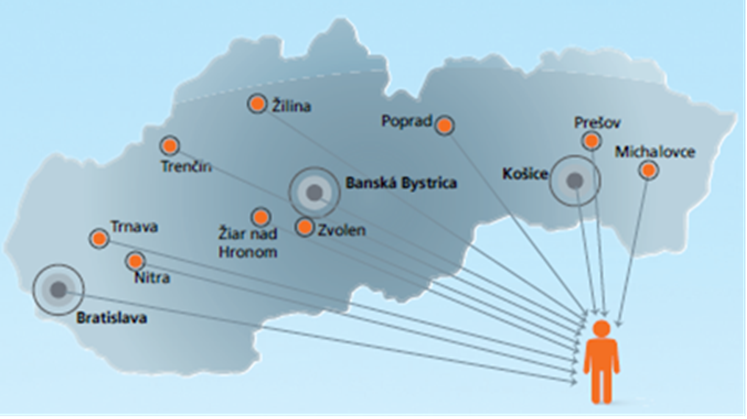 Žilina
Poprad
Prešov
Michalovce
Trenčín
Banská Bystrica
Košice
Trnava
Žiar nad
Hronom
Zvolen
Nitra
Bratislava